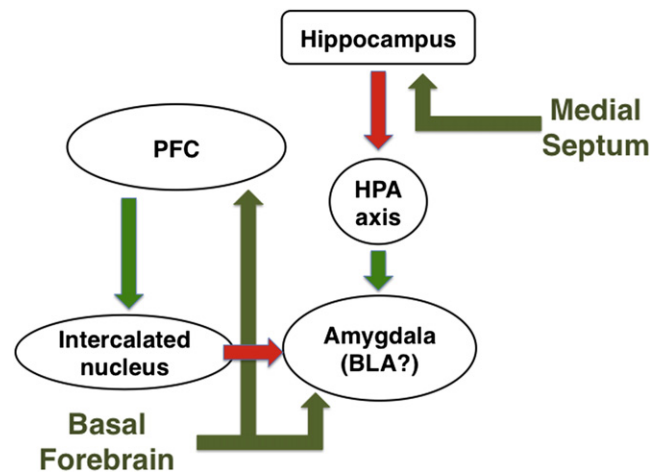 Hippocampus
Medial
Septum
PFC
HPA
axis
Intercalated
nucleus
Amygdala
(BLA?)
Basal
Forebrain